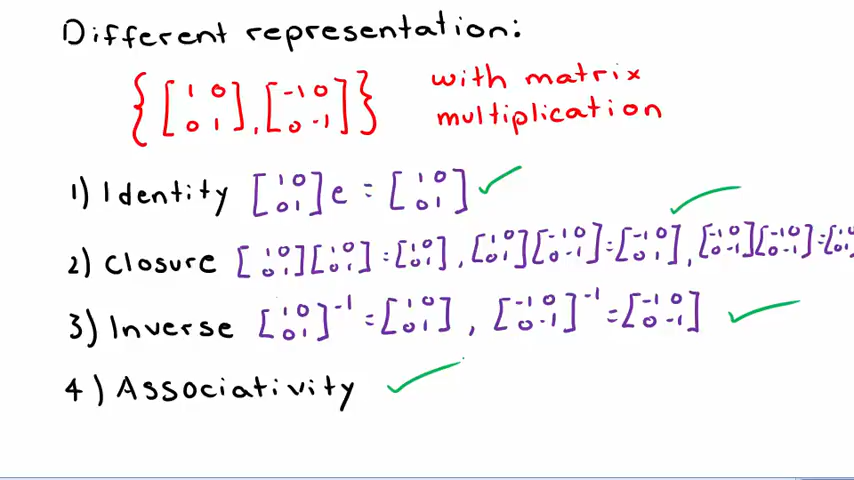 Different representation:
{[1 0 0 1], [-1 0 0 -1]} with matrix multiplication
1) Identity [1 0 0 1] e = [1 0 0 1] ✓
2) Closure [1 0 0 1][1 0 0 1] = [1 0 0 1], [1 0 0 1][-1 0 0 -1] = [-1 0 0 -1], [-1 0 0 -1][-1 0 0 -1] = [1 0 0 ✓
3) Inverse [1 0 0 1]⁻¹ = [1 0 0 1], [-1 0 0 -1]⁻¹ = [-1 0 0 -1] ✓
4) Associativity ✓